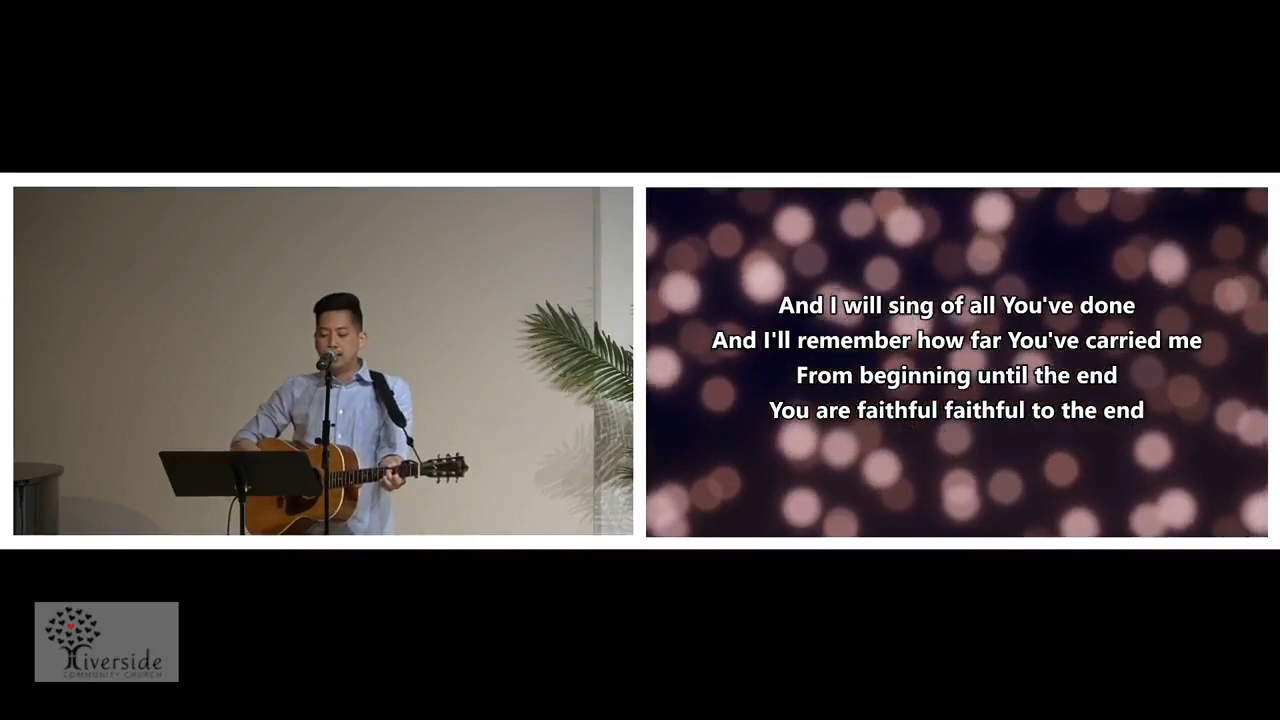 And I will sing of all You've done
And I'll remember how far You've carried me
From beginning until the end
You are faithful faithful to the end
Riverside
COMMUNITY CHURCH